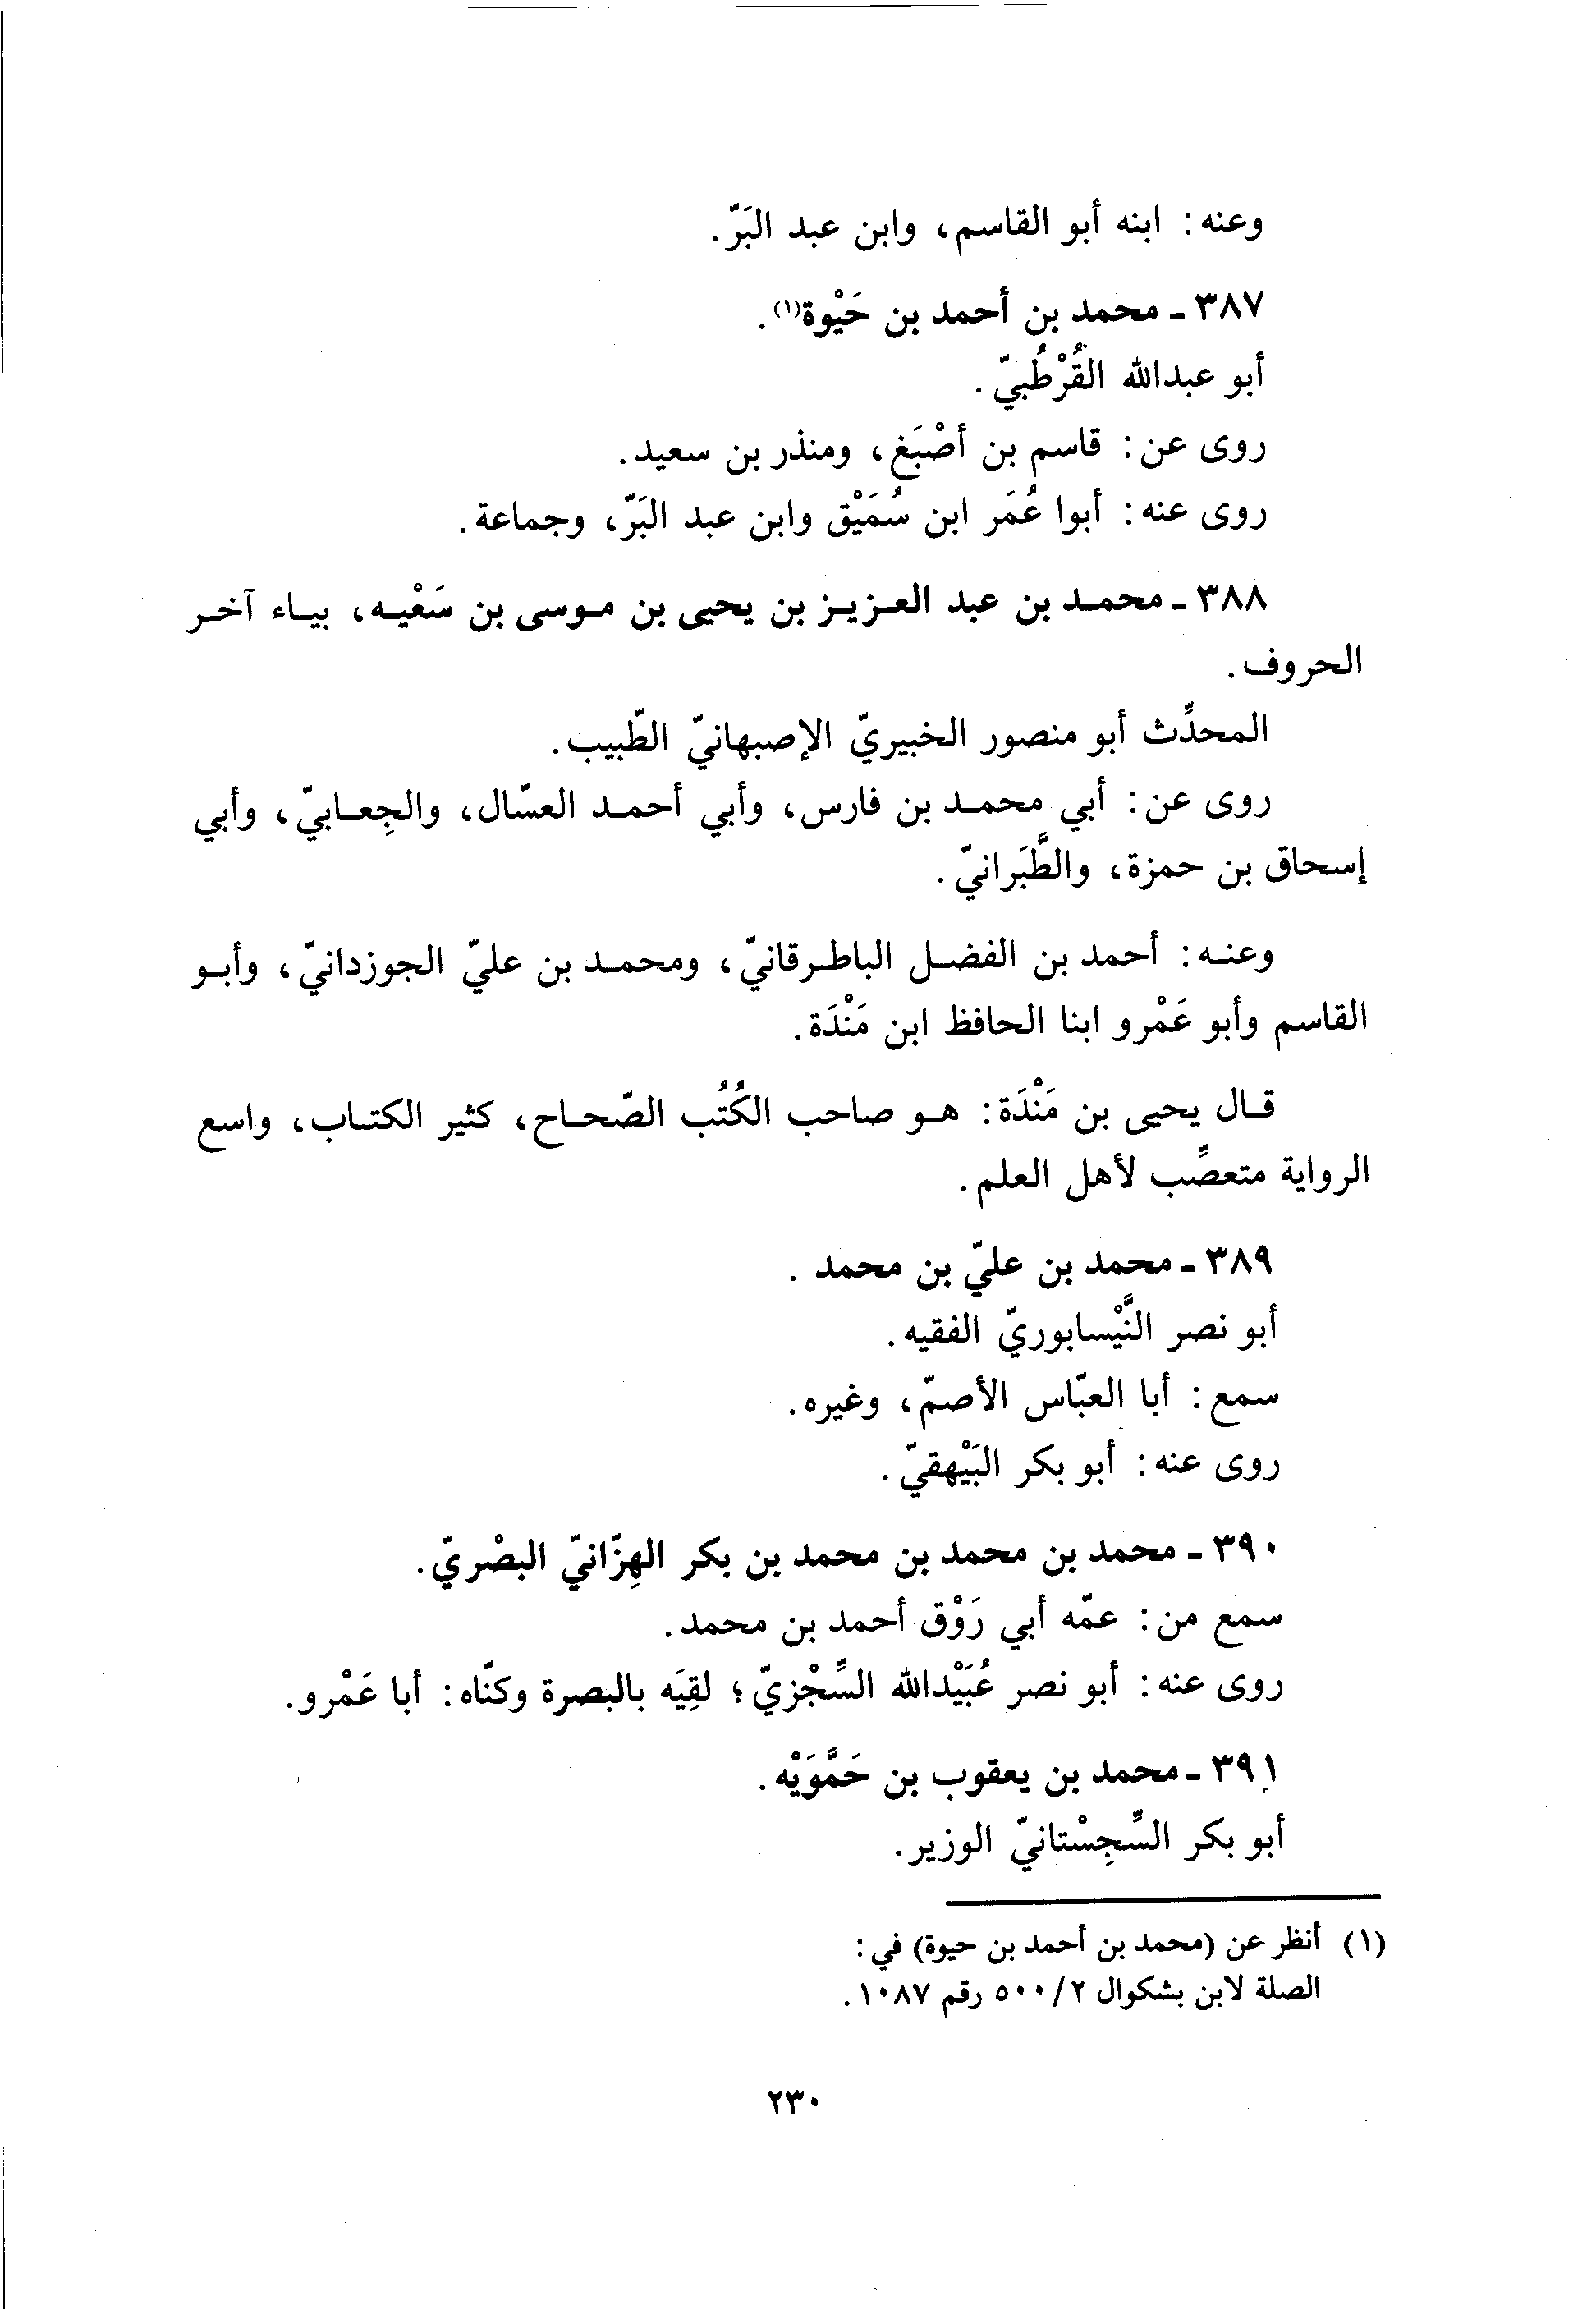 وعنه: ابنه أبو القاسم، وابن عبد البَرّ.
٣٨٧ - محمد بن أحمد بن حَيْوة(١).
أبو عبدالله القُرْطُبيّ.
روى عن: قاسم بن أصْبَغ، ومنذر بن سعيد.
روى عنه: أبوا عُمَر ابن سُمَيْق وابن عبد البَرّ، وجماعة.
٣٨٨ - محمد بن عبد العزيز بن يحيى بن موسى بن سَعْيه، بياء آخر
الحروف.
المحدِّث أبو منصور الخبيريّ الإصبهانيّ الطّبيب.
روى عن: أبي محمد بن فارس، وأبي أحمد العسّال، والجِعابيّ، وأبي
إسحاق بن حمزة، والطَّبَرانيّ.
وعنه: أحمد بن الفضل الباطرقانيّ، ومحمد بن عليّ الجوزدانيّ، وأبو
القاسم وأبو عَمْرو ابنا الحافظ ابن مَنْدَة.
قال يحيى بن مَنْدَة: هو صاحب الكُتُب الصّحاح، كثير الكتاب، واسع
الرواية متعصِّب لأهل العلم.
٣٨٩ - محمد بن عليّ بن محمد.
أبو نصر النَّيْسابوريّ الفقيه.
سمع: أبا العبّاس الأصمّ، وغيره.
روى عنه: أبو بكر البَيْهقيّ.
٣٩٠ - محمد بن محمد بن محمد بن بكر الهِزّانيّ البصْريّ.
سمع من: عمّه أبي رَوْق أحمد بن محمد.
روى عنه: أبو نصر عُبَيْدالله السِّجْزيّ؛ لقِيَه بالبصرة وكنّاه: أبا عَمْرو.
٣٩١ - محمد بن يعقوب بن حَمَّوَيْه.
أبو بكر السِّجِسْتانيّ الوزير.
(١) أنظر عن (محمد بن أحمد بن حيوة) في:
الصلة لابن بشكوال ٢/٥٠٠ رقم ١٠٨٧.
٢٣٠